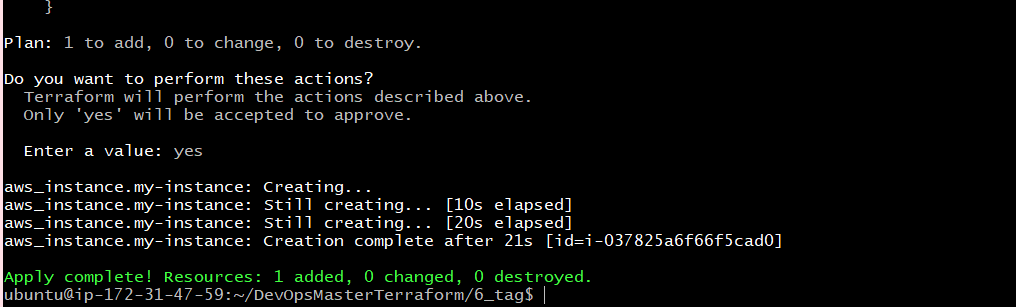 }
Plan: 1 to add, 0 to change, 0 to destroy.
Do you want to perform these actions?
Terraform will perform the actions described above.
Only 'yes' will be accepted to approve.
Enter a value: yes
aws_instance.my-instance: Creating...
aws_instance.my-instance: Still creating... [10s elapsed]
aws_instance.my-instance: Still creating... [20s elapsed]
aws_instance.my-instance: Creation complete after 21s [id=i-037825a6f66f5cad0]
Apply complete! Resources: 1 added, 0 changed, 0 destroyed.
ubuntu@ip-172-31-47-59:~/DevOpsMasterTerraform/6_tag$